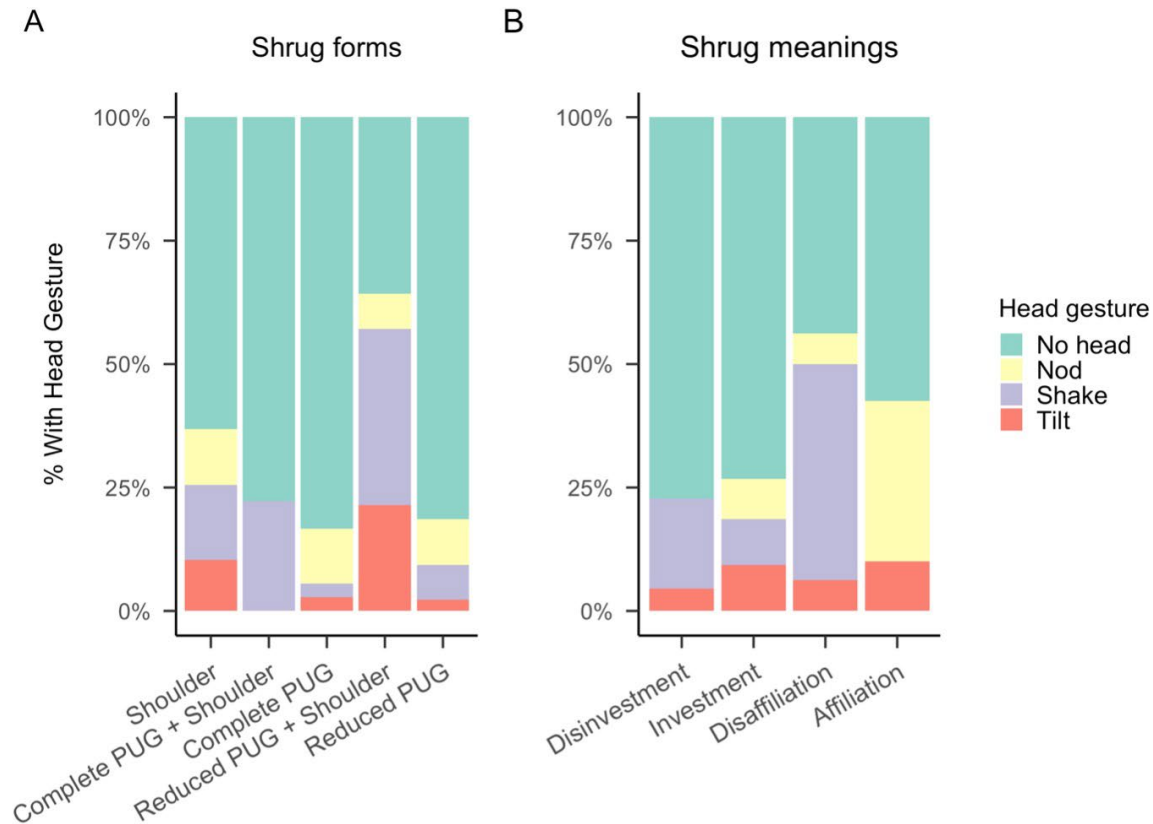 A
Shrug forms
% With Head Gesture
100%
75%
50%
25%
0%
Shoulder
Complete PUG + Shoulder
Complete PUG
Reduced PUG + Shoulder
Reduced PUG
B
Shrug meanings
100%
75%
50%
25%
0%
Disinvestment
Investment
Disaffiliation
Affiliation
Head gesture
No head
Nod
Shake
Tilt